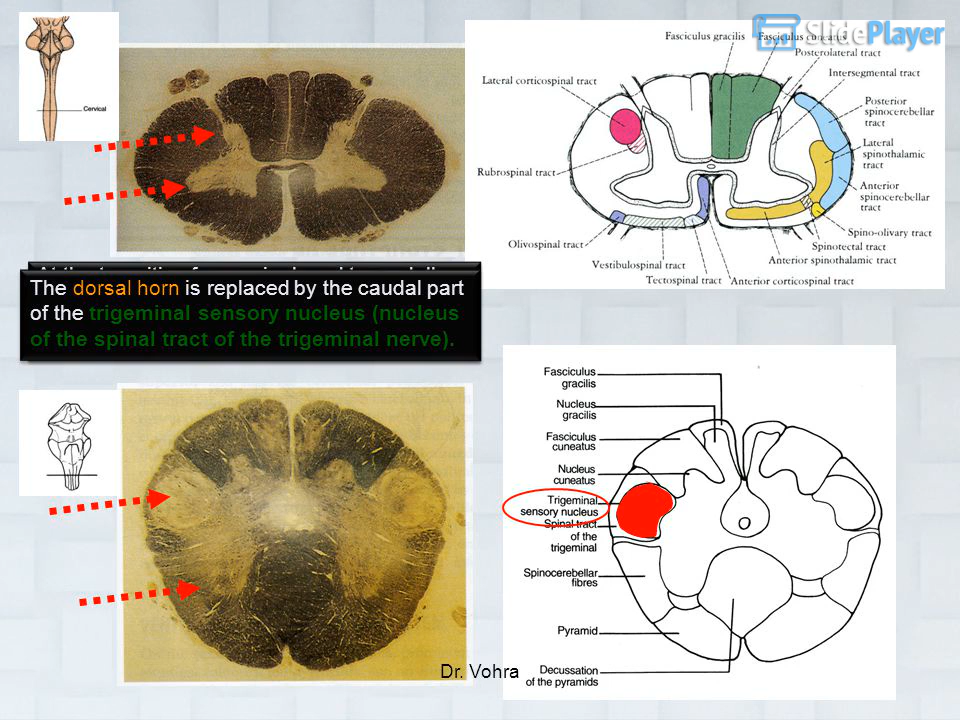 Cervical
SlidePlayer
Fasciculus gracilis
Fasciculus cuneatus
Posterolateral tract
Intersegmental tract
Lateral corticospinal tract
Posterior
spinocerebellar
tract
Lateral
spinothalamic
tract
Rubrospinal tract
Anterior
spinocerebellar
tract
Olivospinal tract
Spino-olivary tract
Vestibulospinal tract
Spinotectal tract
Anterior spinothalamic tract
Tectospinal tract
Anterior corticospinal tract
The dorsal horn is replaced by the caudal part
of the trigeminal sensory nucleus (nucleus
of the spinal tract of the trigeminal nerve).
Fasciculus
gracilis
Nucleus
gracilis
Fasciculus
cuneatus
Nucleus
cuneatus
Trigeminal
sensory nucleus
Spinal tract
of the
trigeminal
Spinocerebellar
fibres
Pyramid
Decussation
of the pyramids
Dr. Vohra